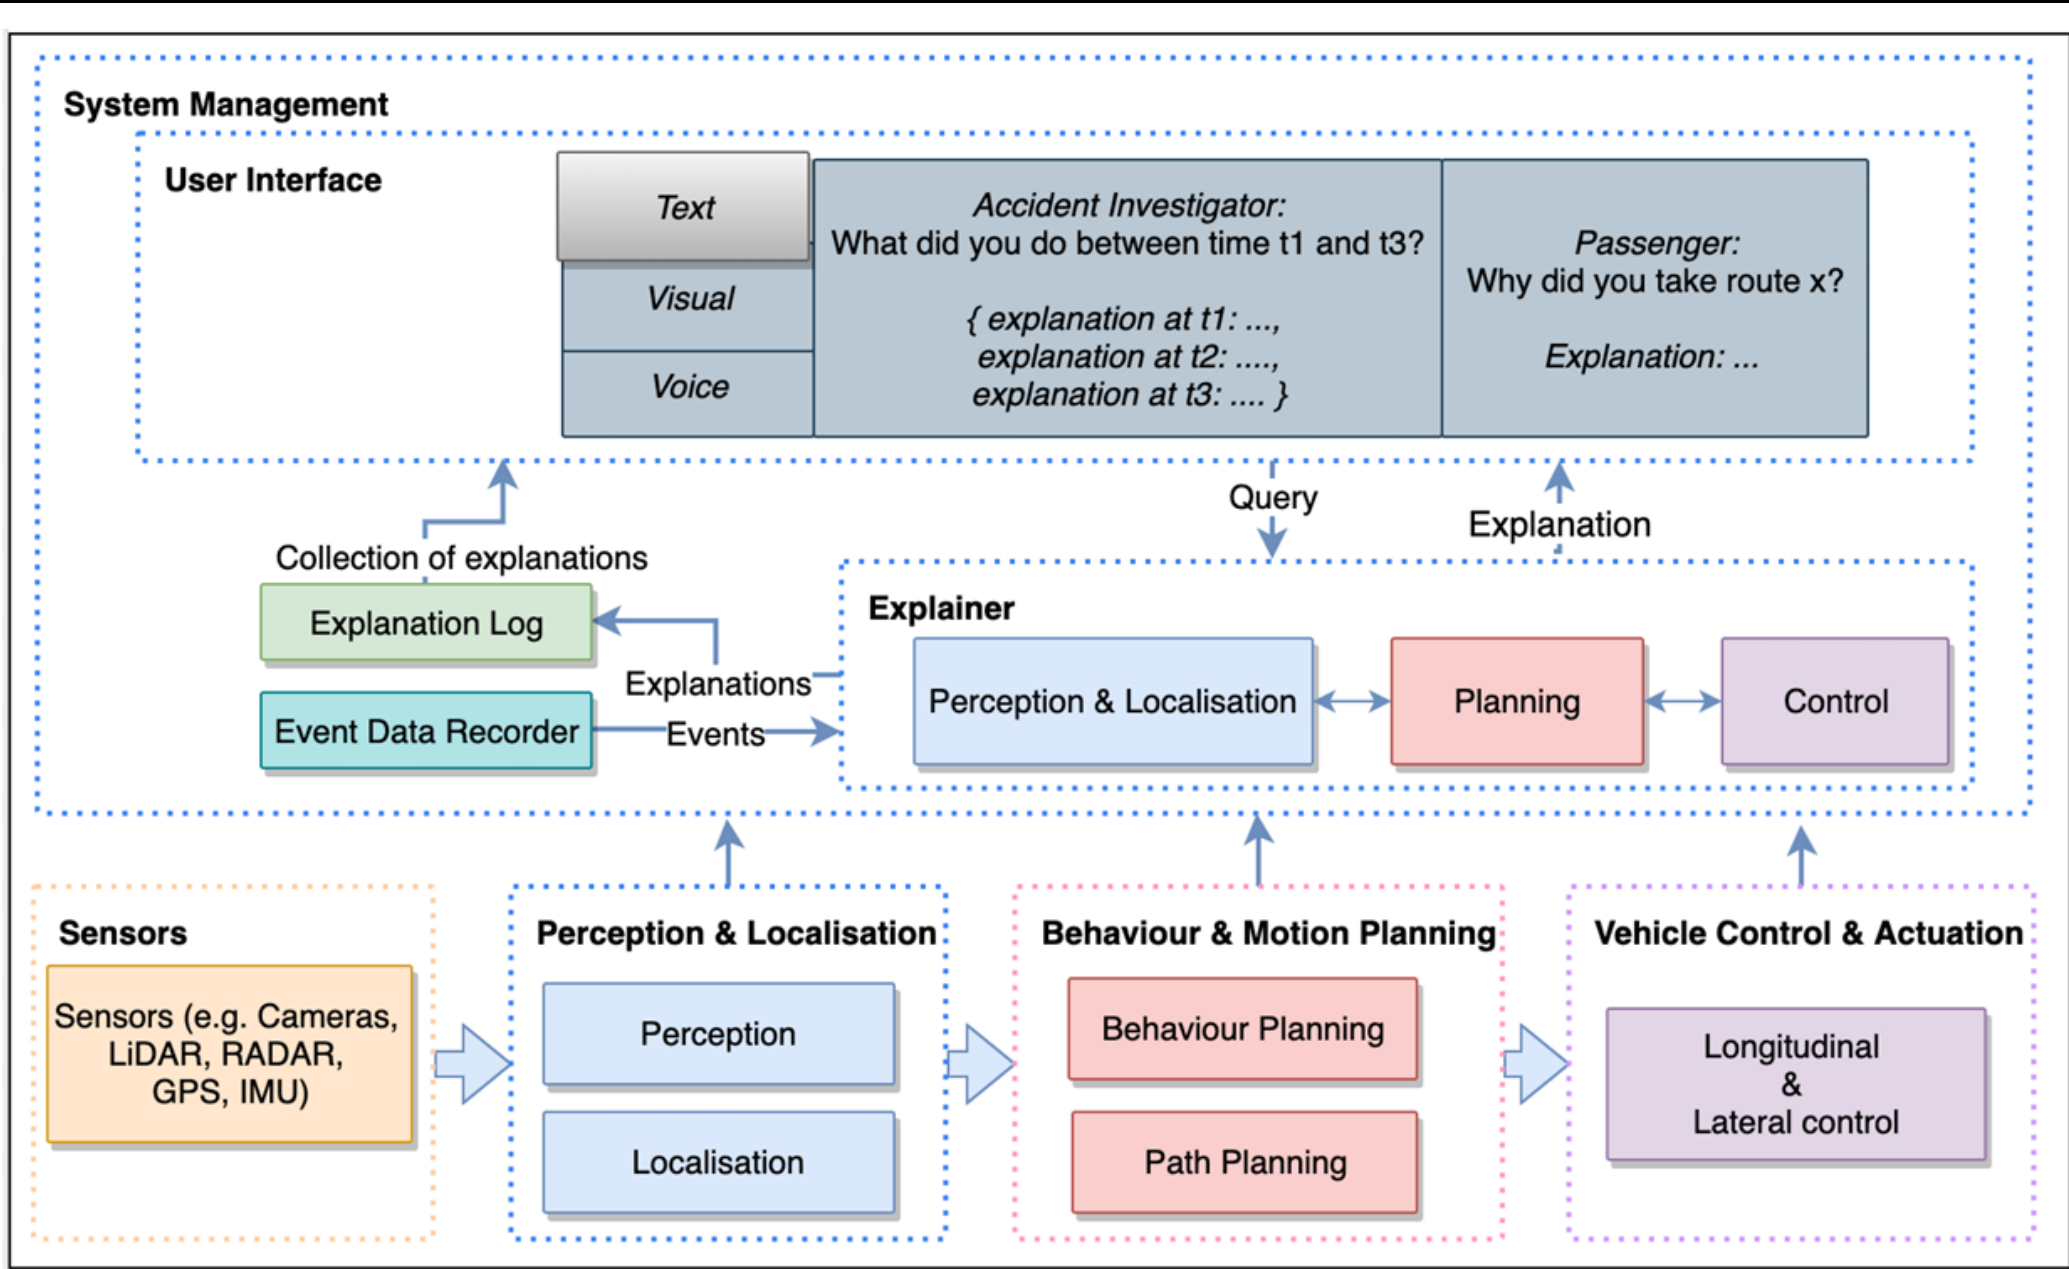 System Management
User Interface
Text
Visual
Voice
Accident Investigator:
What did you do between time t1 and t3?
{ explanation at t1: ...,
explanation at t2: ....,
explanation at t3: .... }
Passenger:
Why did you take route x?
Explanation: ...
Query
Explanation
Collection of explanations
Explanation Log
Explanations
Event Data Recorder
Events
Explainer
Perception & Localisation
Planning
Control
Sensors
Sensors (e.g. Cameras,
LiDAR, RADAR,
GPS, IMU)
Perception & Localisation
Perception
Localisation
Behaviour & Motion Planning
Behaviour Planning
Path Planning
Vehicle Control & Actuation
Longitudinal
&
Lateral control